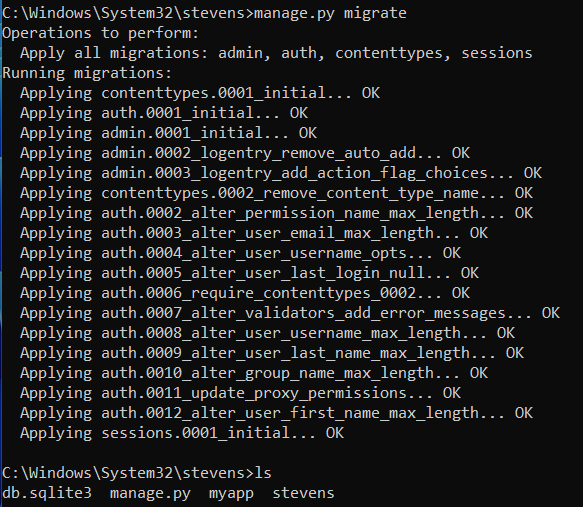 C:\Windows\System32\stevens>manage.py migrate
Operations to perform:
  Apply all migrations: admin, auth, contenttypes, sessions
Running migrations:
  Applying contenttypes.0001_initial... OK
  Applying auth.0001_initial... OK
  Applying admin.0001_initial... OK
  Applying admin.0002_logentry_remove_auto_add... OK
  Applying admin.0003_logentry_add_action_flag_choices... OK
  Applying contenttypes.0002_remove_content_type_name... OK
  Applying auth.0002_alter_permission_name_max_length... OK
  Applying auth.0003_alter_user_email_max_length... OK
  Applying auth.0004_alter_user_username_opts... OK
  Applying auth.0005_alter_user_last_login_null... OK
  Applying auth.0006_require_contenttypes_0002... OK
  Applying auth.0007_alter_validators_add_error_messages... OK
  Applying auth.0008_alter_user_username_max_length... OK
  Applying auth.0009_alter_user_last_name_max_length... OK
  Applying auth.0010_alter_group_name_max_length... OK
  Applying auth.0011_update_proxy_permissions... OK
  Applying auth.0012_alter_user_first_name_max_length... OK
  Applying sessions.0001_initial... OK
C:\Windows\System32\stevens>ls
db.sqlite3  manage.py  myapp  stevens